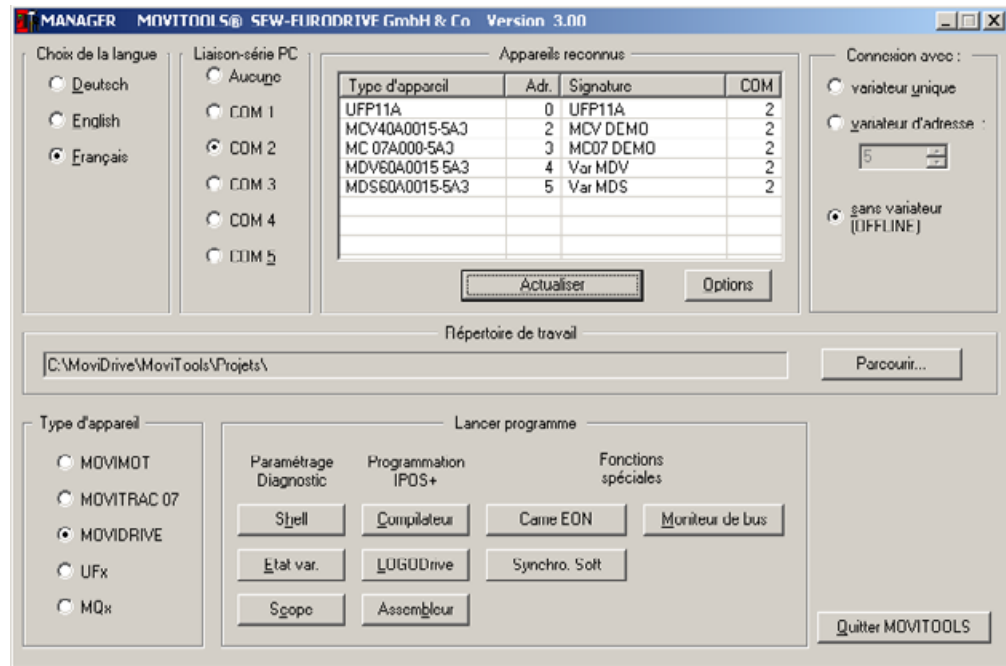 MANAGER MOVITOOLS® SEW-EURODRIVE GmbH & Co Version 3.00
Choix de la langue
Deutsch
English
Français
Liaison-série PC
Aucune
COM 1
COM 2
COM 3
COM 4
COM 5
Appareils reconnus
Type d'appareil Adr. Signature COM
UFP11A 0 UFP11A 2
MCV40A0015-5A3 2 MCV DEMO 2
MC 07A000-5A3 3 MC07 DEMO 2
MDV60A0015-5A3 4 Var MDV 2
MDS60A0015-5A3 5 Var MDS 2
Actualiser
Options
Connexion avec :
variateur unique
variateur d'adresse :
5
sans variateur
(OFFLINE)
Répertoire de travail
C:\MoviDrive\MoviTools\Projets\
Parcourir...
Type d'appareil
MOVIMOT
MOVITRAC 07
MOVIDRIVE
UFx
MQx
Lancer programme
Paramétrage
Diagnostic
Shell
Etat var.
Scope
Programmation
IPOS+
Compilateur
LOGODrive
Assembleur
Fonctions
spéciales
Came EON
Moniteur de bus
Synchro. Soft
Quitter MOVITOOLS